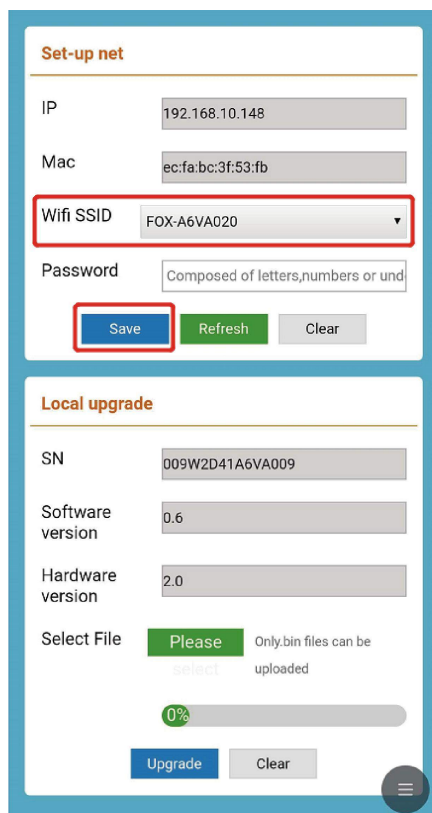 Set-up net
IP
192.168.10.148
Mac
ec:fa:bc:3f:53:fb
Wifi SSID
FOX-A6VA020
Password
Composed of letters,numbers or und
Save
Refresh
Clear
Local upgrade
SN
009W2D41A6VA009
Software
version
0.6
Hardware
version
2.0
Select File
Please
select
Only.bin files can be
uploaded
0%
Upgrade
Clear